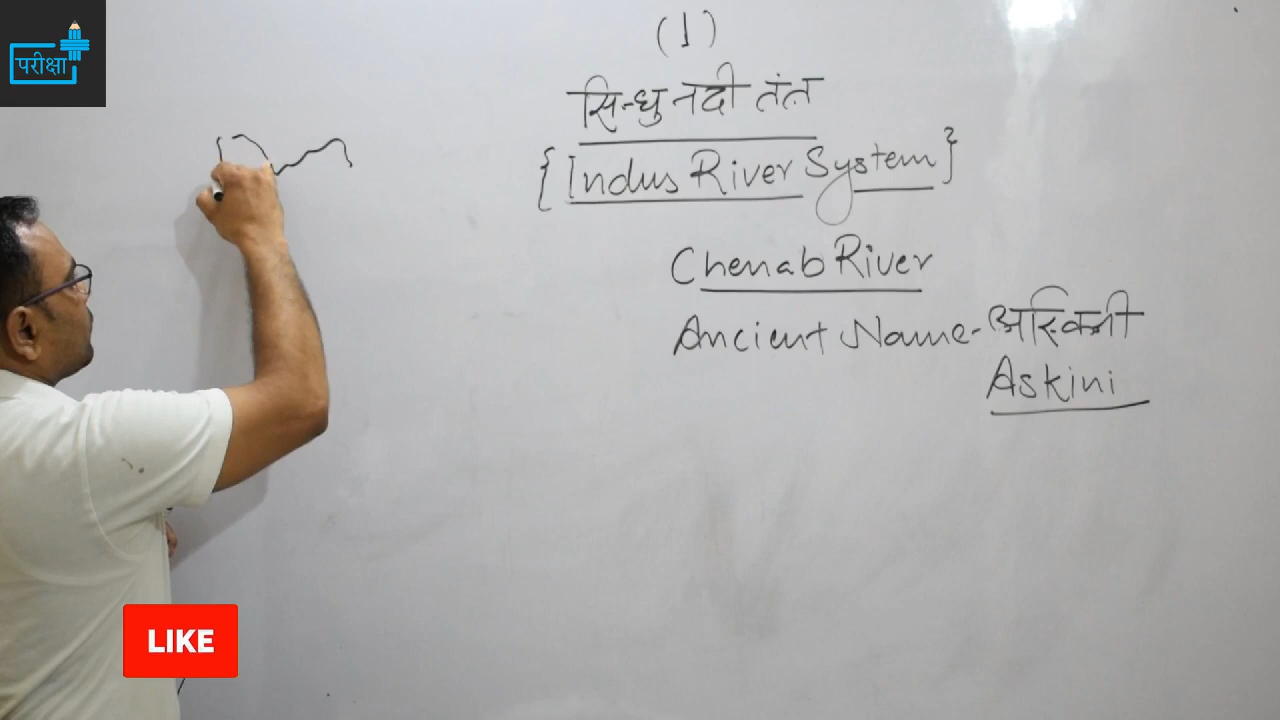 परीक्षा
(1)
सिन्धु नदी तंत्र
{Indus River System}
Chenab River
Ancient Name - अस्किनी
Askini
LIKE